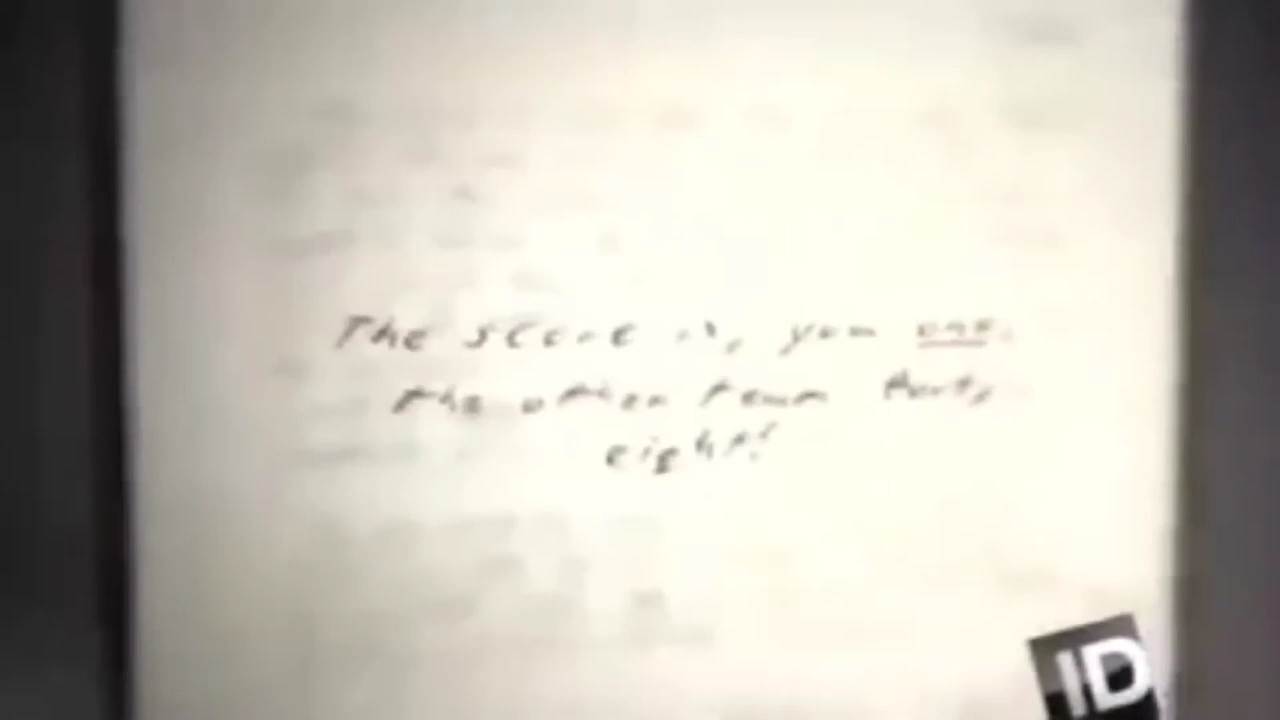 The score is, you one.
the other team forty
eight!
ID